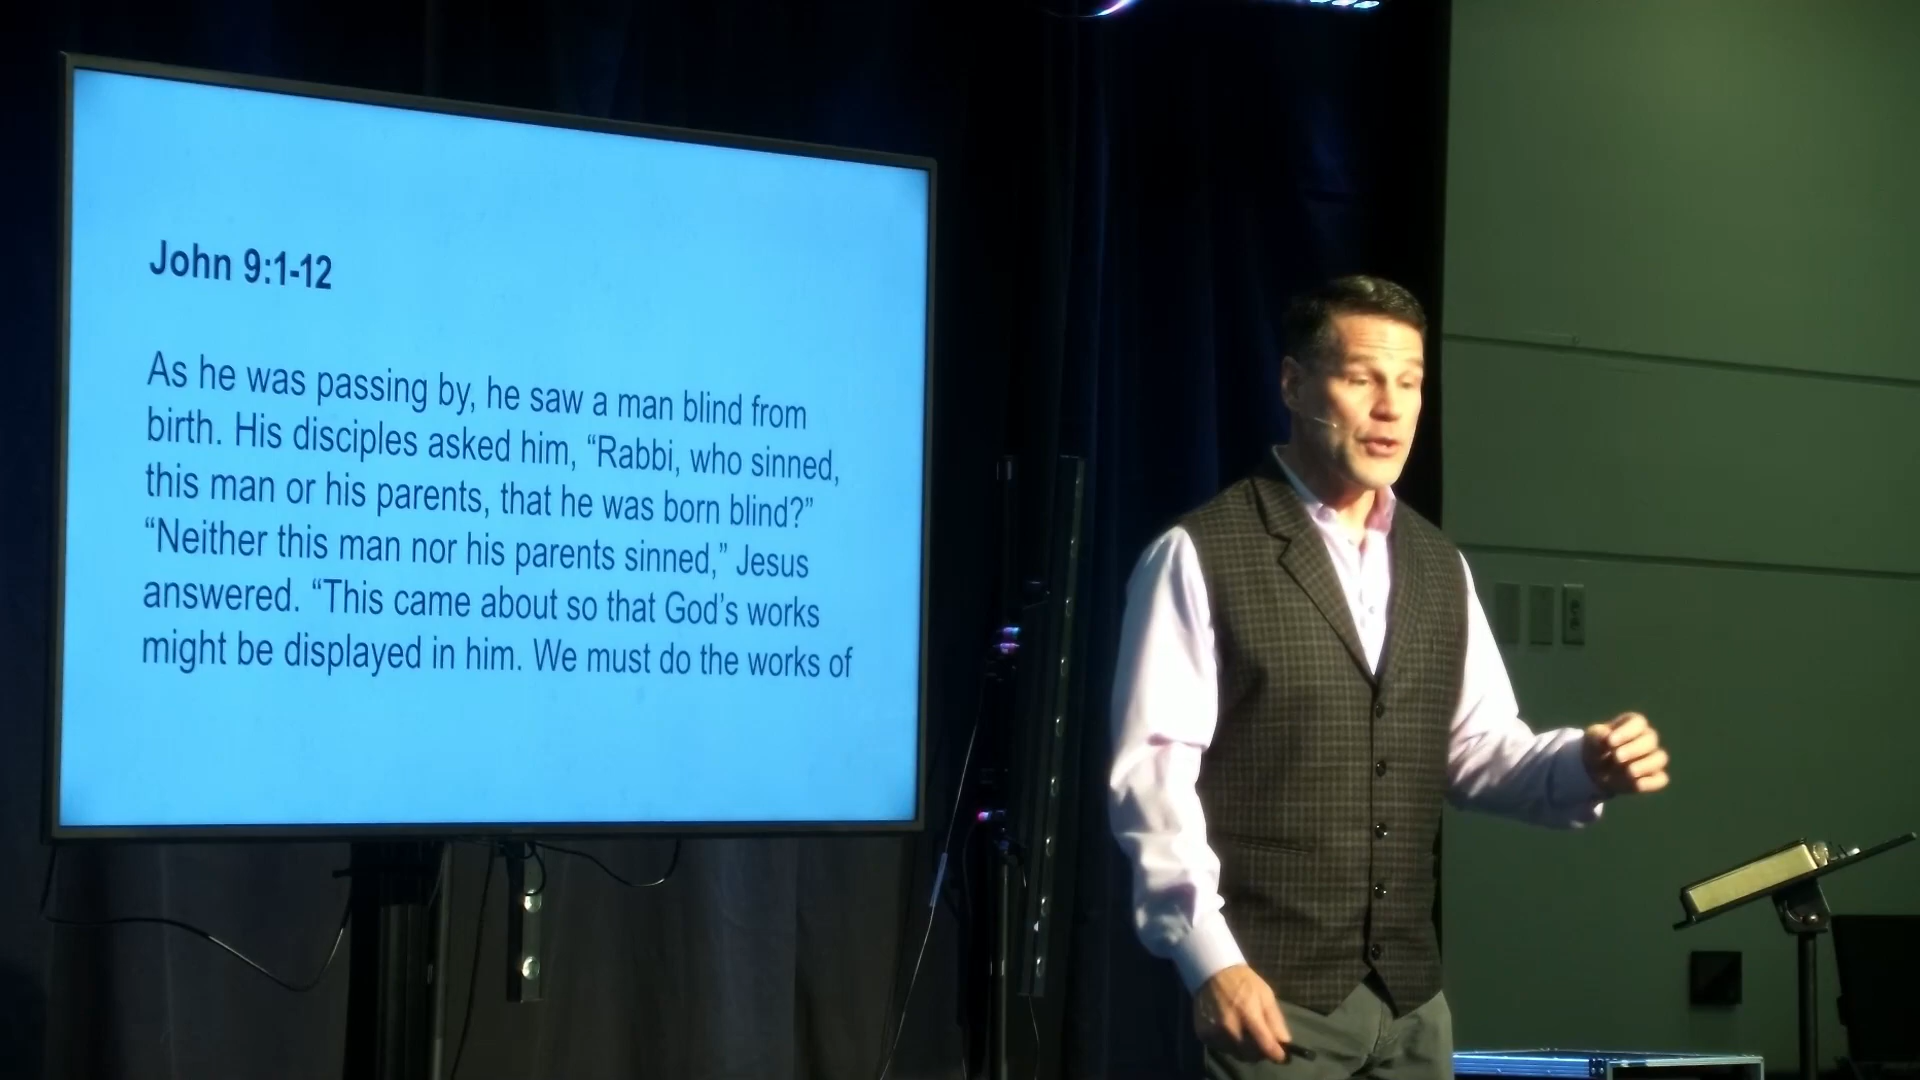 John 9:1-12
As he was passing by, he saw a man blind from
birth. His disciples asked him, “Rabbi, who sinned,
this man or his parents, that he was born blind?”
“Neither this man nor his parents sinned,” Jesus
answered. “This came about so that God’s works
might be displayed in him. We must do the works of